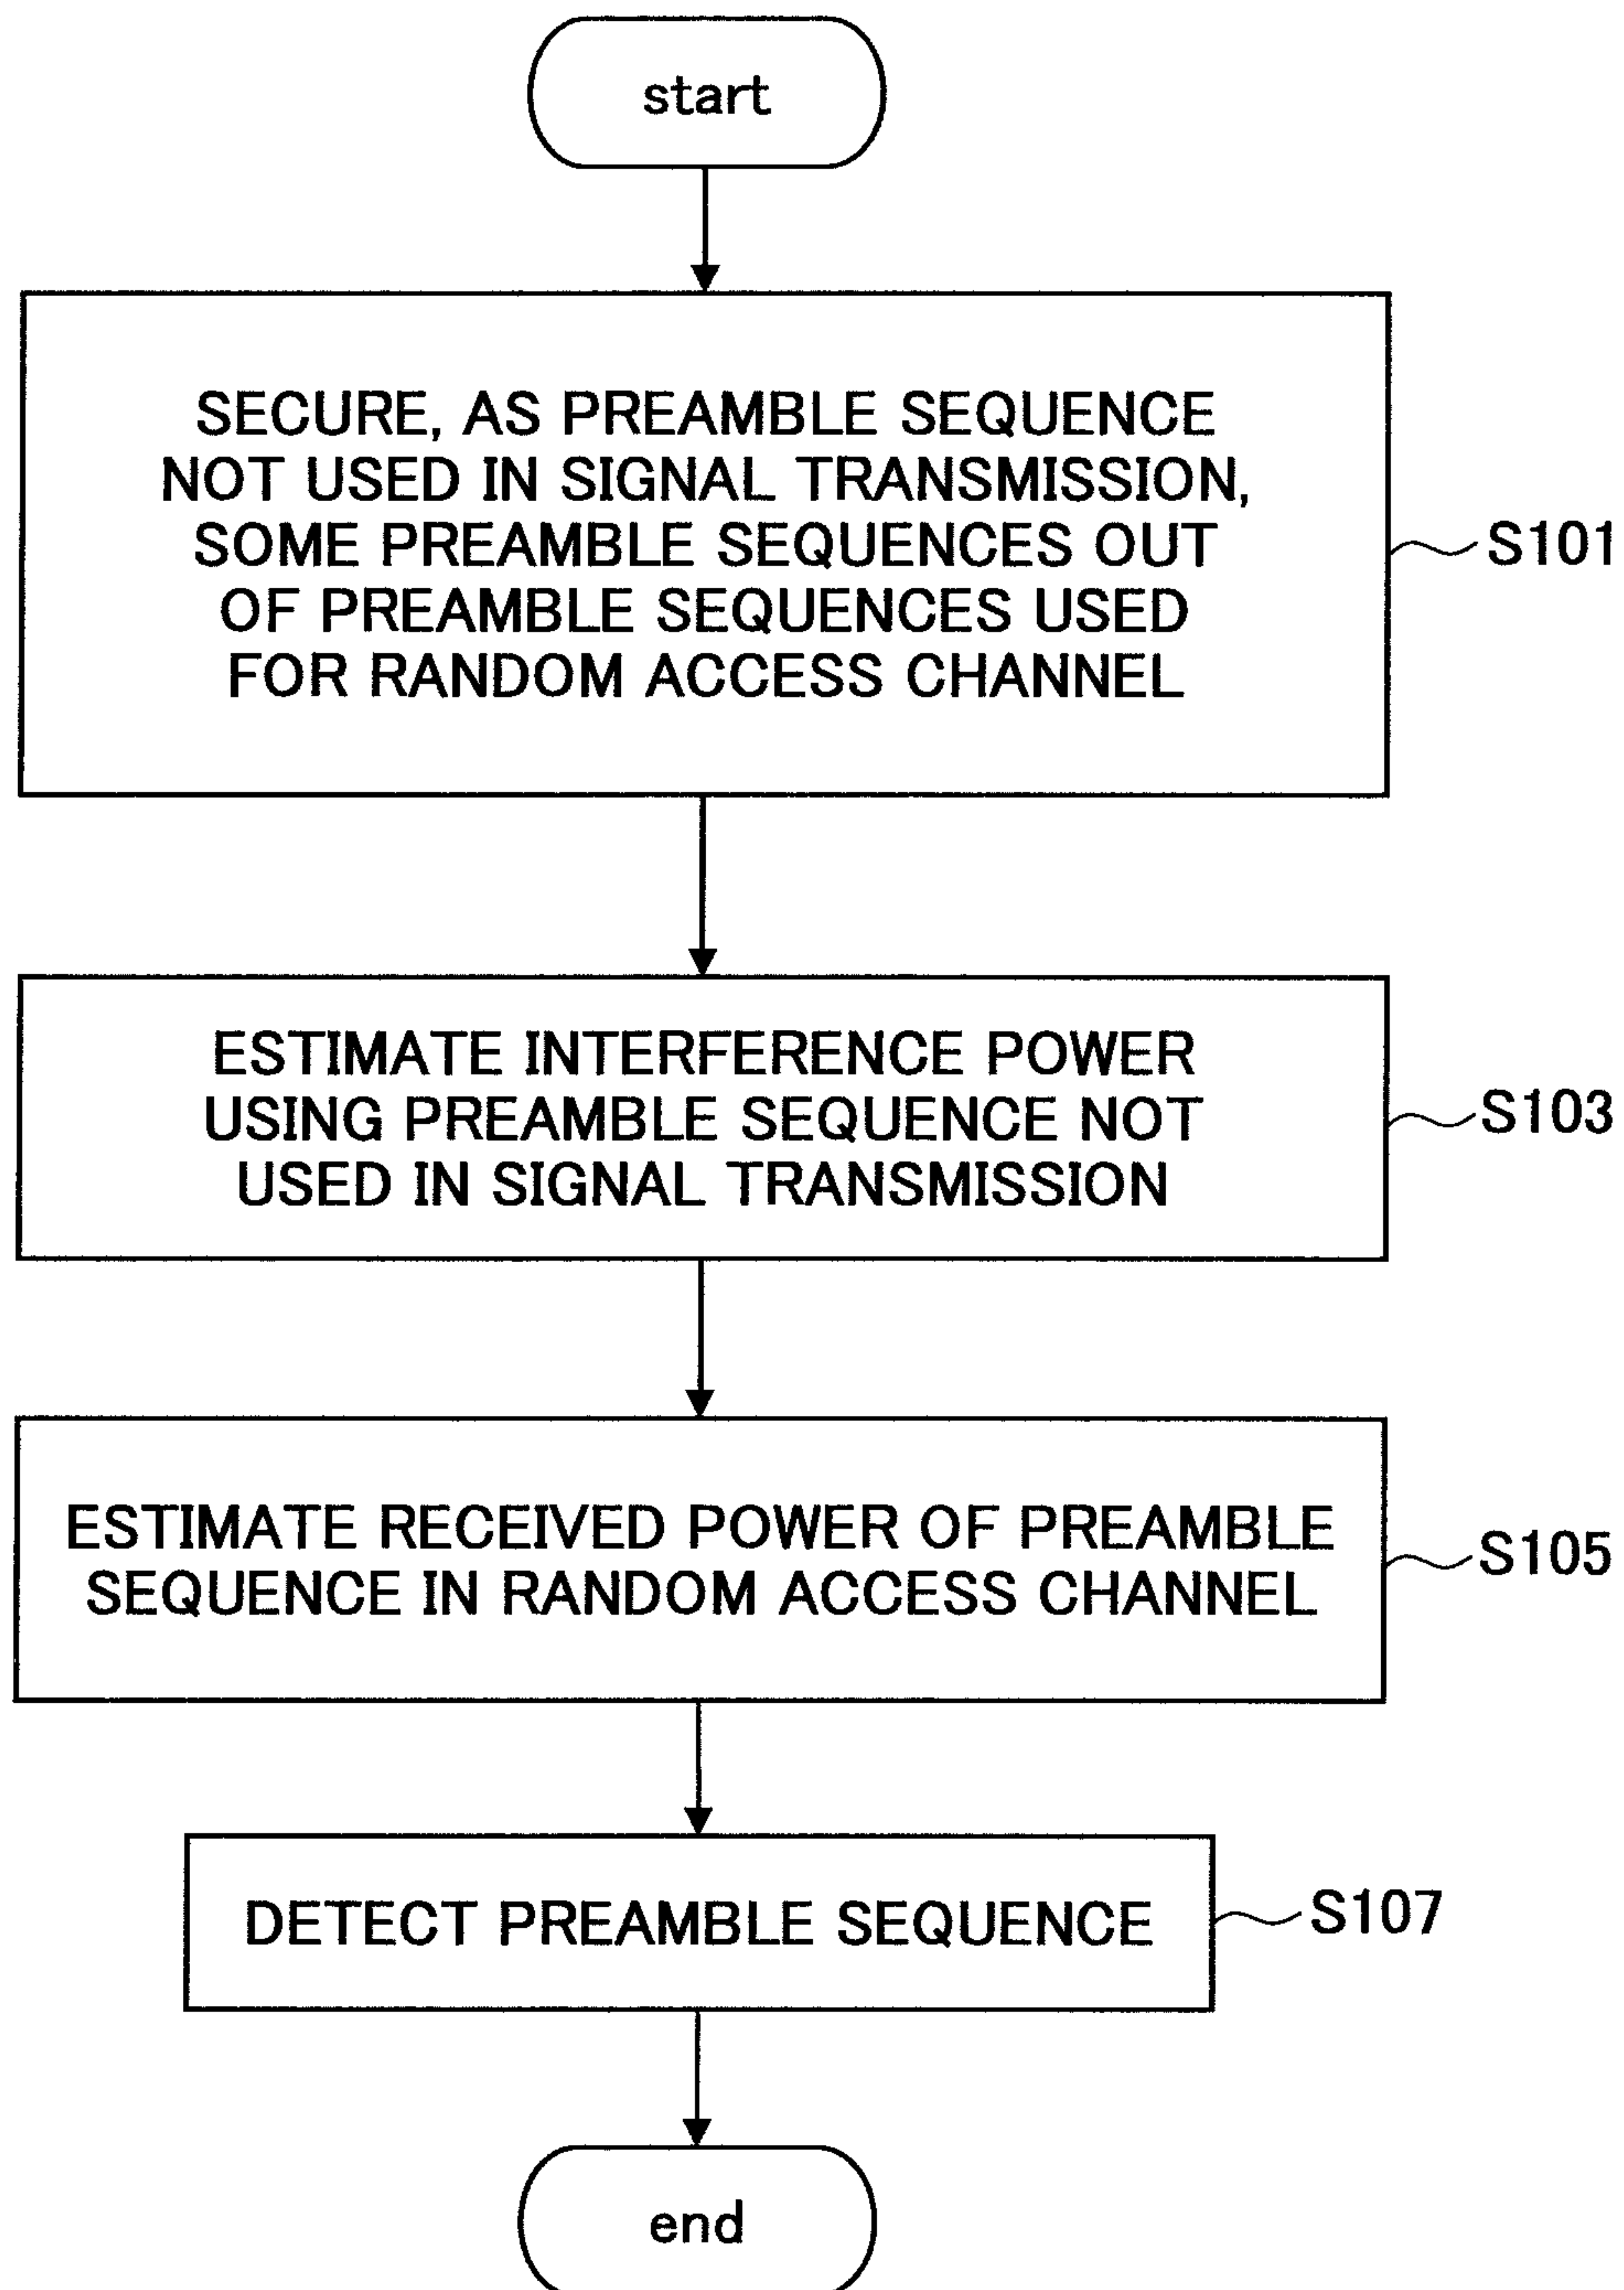 start
SECURE, AS PREAMBLE SEQUENCE
NOT USED IN SIGNAL TRANSMISSION,
SOME PREAMBLE SEQUENCES OUT
OF PREAMBLE SEQUENCES USED
FOR RANDOM ACCESS CHANNEL
S101
ESTIMATE INTERFERENCE POWER
USING PREAMBLE SEQUENCE NOT
USED IN SIGNAL TRANSMISSION
S103
ESTIMATE RECEIVED POWER OF PREAMBLE
SEQUENCE IN RANDOM ACCESS CHANNEL
S105
DETECT PREAMBLE SEQUENCE
S107
end